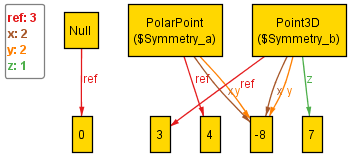 ref: 3
x: 2
y: 2
z: 1
Null
PolarPoint
($Symmetry_a)
Point3D
($Symmetry_b)
ref
ref
x
y
ref
x
y
z
0
3
4
-8
7